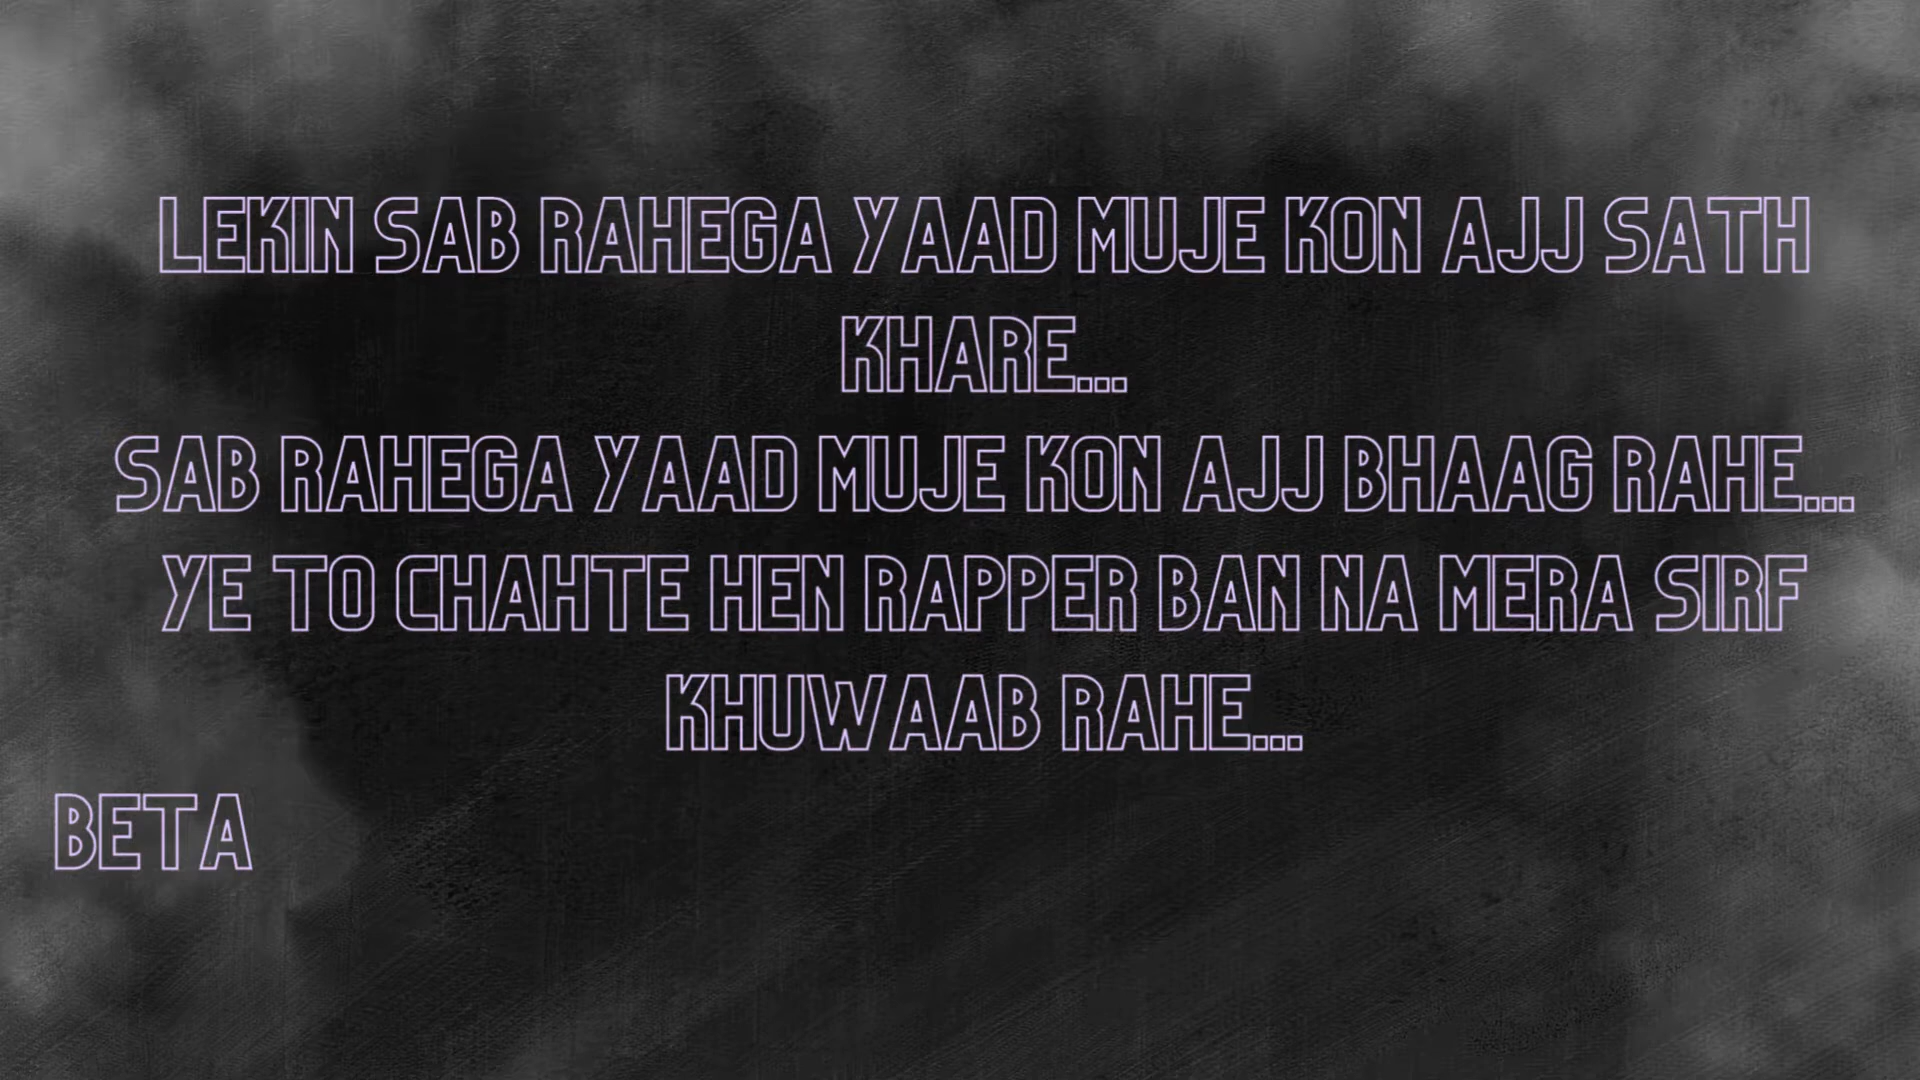 LEKIN SAB RAHEGA YAAD MUJE KON AJJ SATH
KHARE...
SAB RAHEGA YAAD MUJE KON AJJ BHAAG RAHE...
YE TO CHAHTE HEN RAPPER BAN NA MERA SIRF
KHUWAAB RAHE...
BETA